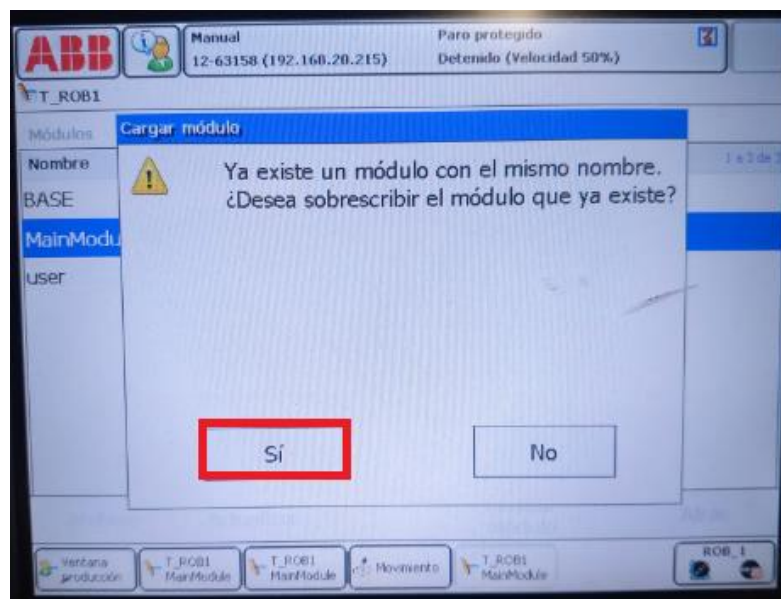 ABB
Manual
12-63158 (192.168.20.215)
Paro protegido
Detenido (Velocidad 50%)
T_ROB1
Módulos
Cargar módulo
Nombre
BASE
MainModu
user
Ya existe un módulo con el mismo nombre.
¿Desea sobrescribir el módulo que ya existe?
Sí
No
Ventana
producción
T_ROB1
MainModule
T_ROB1
MainModule
Movimiento
T_ROB1
MainModule
ROB_1